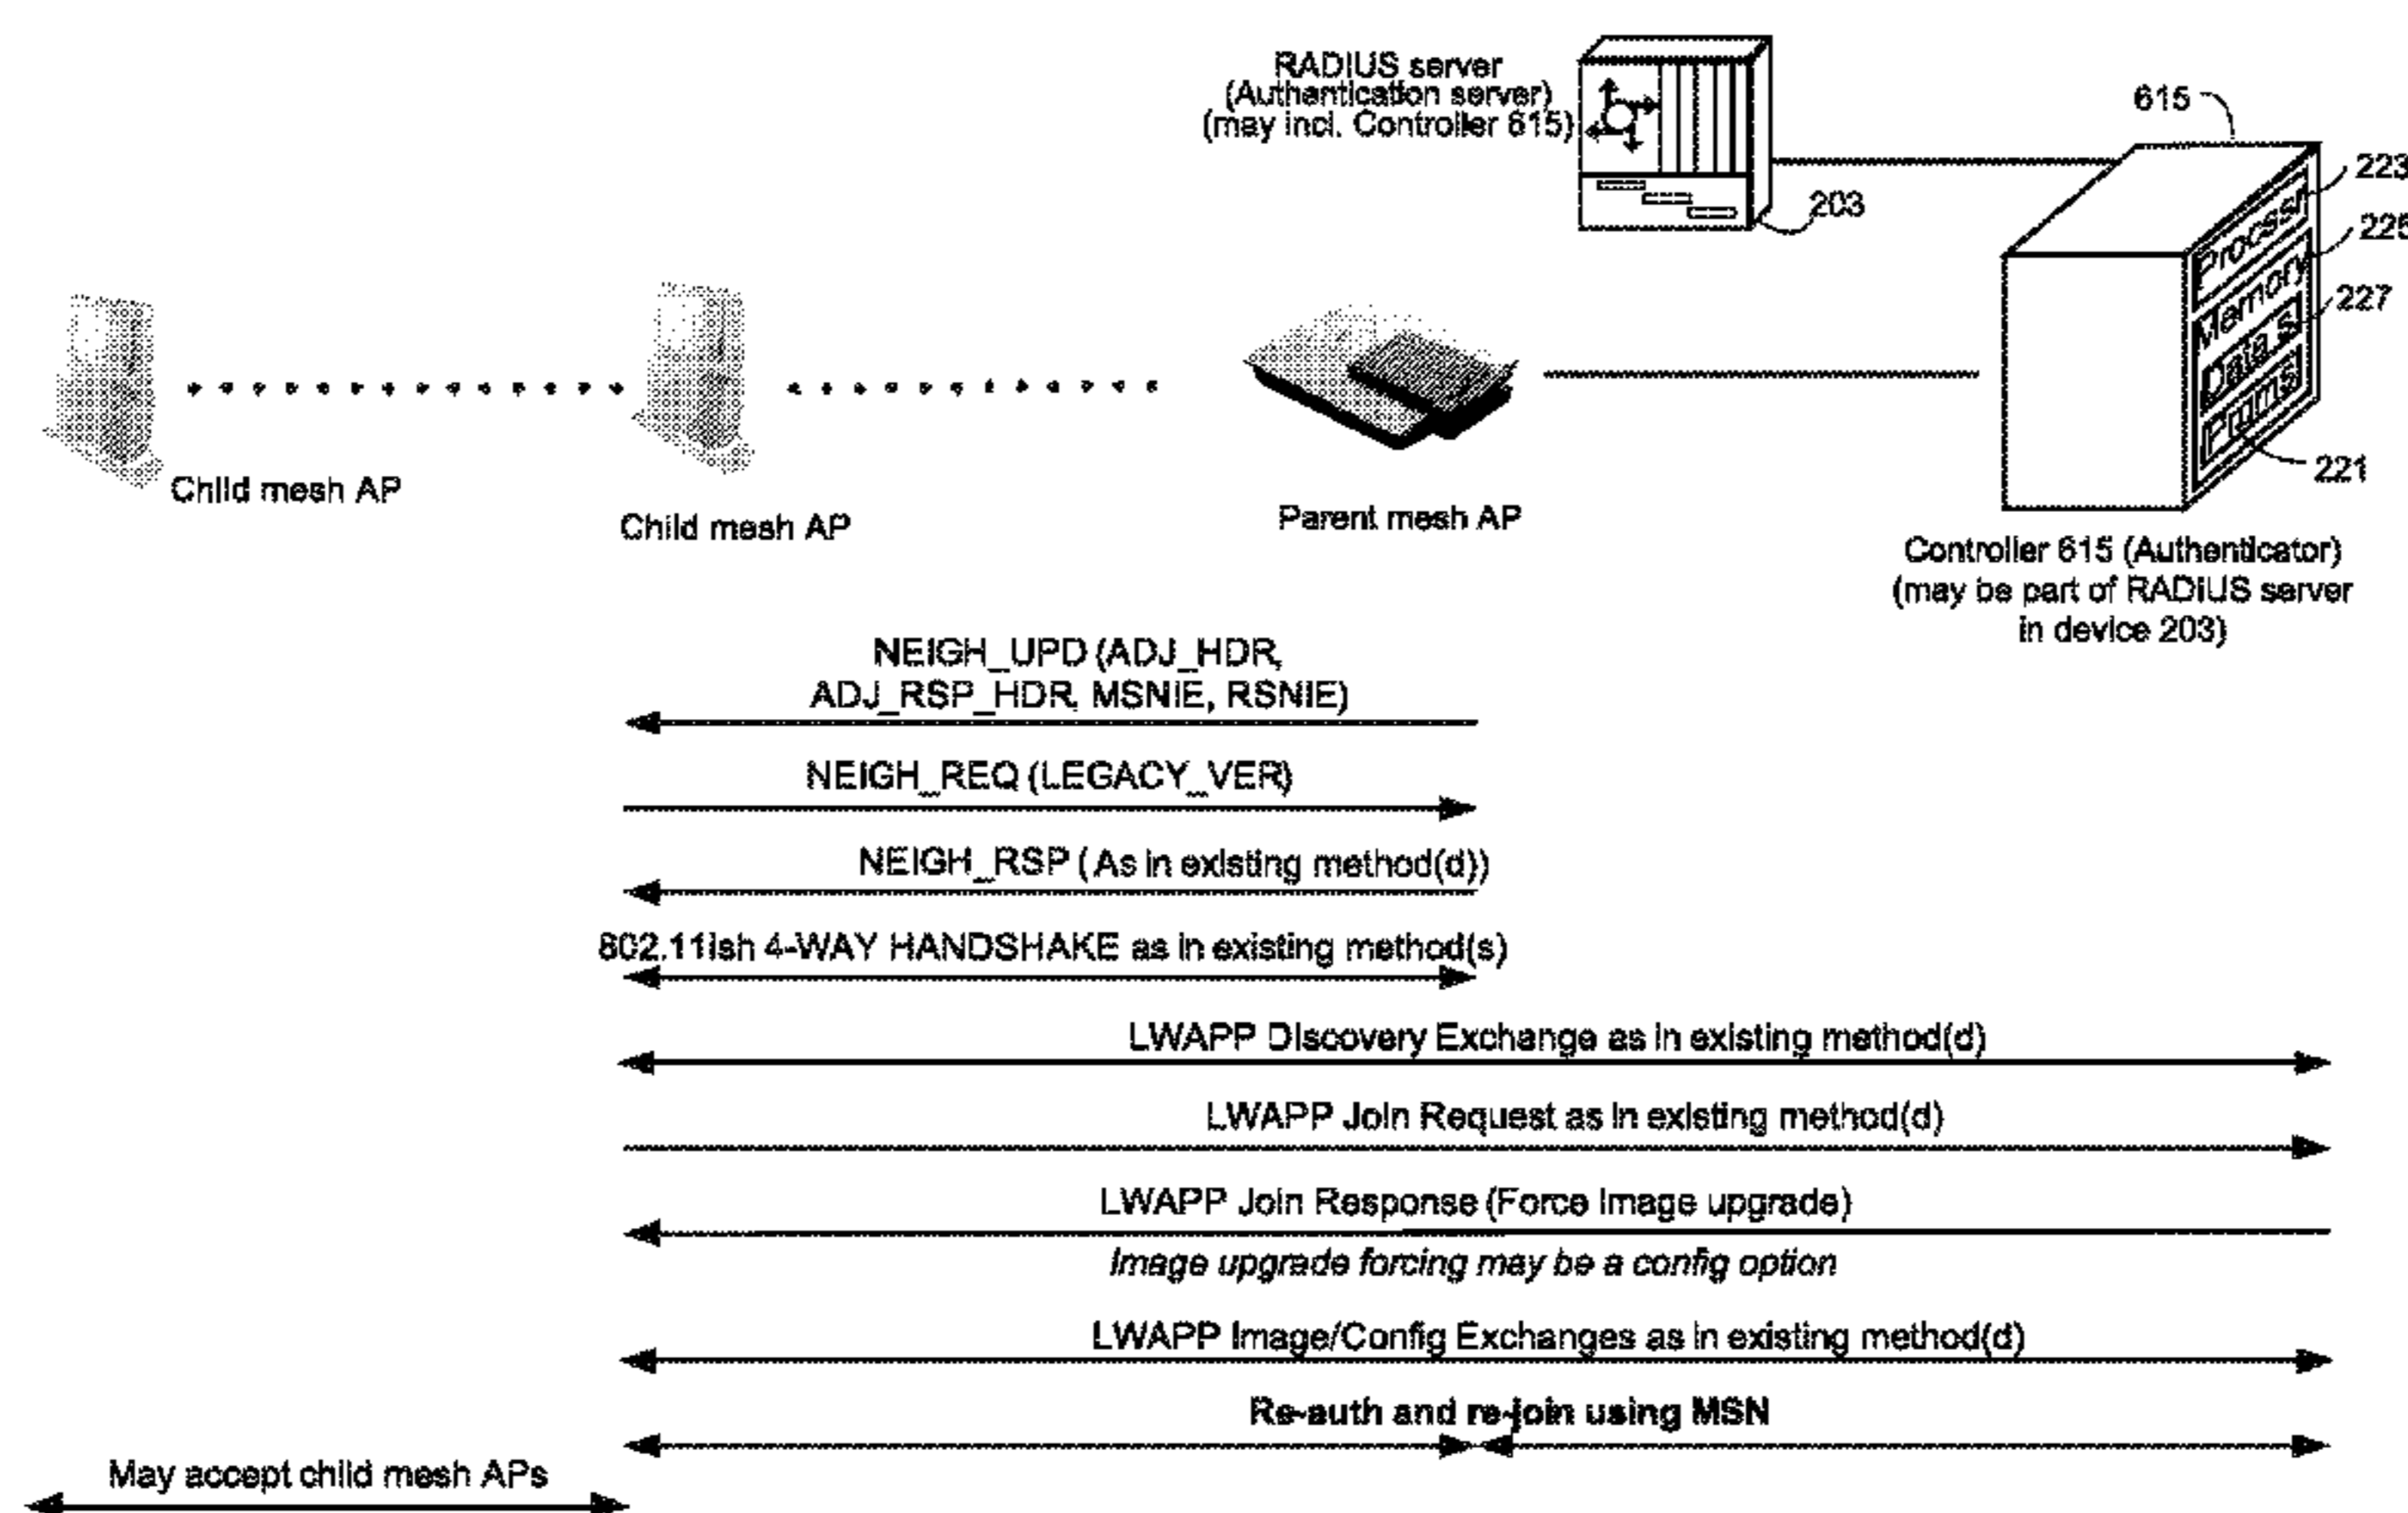 RADIUS server
(Authentication server)
(may incl. Controller 615)
203
615
223
225
227
221
Process'r
Memory
Data s
Prgms
Child mesh AP
Child mesh AP
Parent mesh AP
Controller 615 (Authenticator)
(may be part of RADIUS server
in device 203)
NEIGH_UPD (ADJ_HDR,
ADJ_RSP_HDR, MSNIE, RSNIE)
NEIGH_REQ (LEGACY_VER)
NEIGH_RSP (As in existing method(d))
802.11ish 4-WAY HANDSHAKE as in existing method(s)
LWAPP Discovery Exchange as in existing method(d)
LWAPP Join Request as in existing method(d)
LWAPP Join Response (Force Image upgrade)
Image upgrade forcing may be a config option
LWAPP Image/Config Exchanges as in existing method(d)
Re-auth and re-join using MSN
May accept child mesh APs